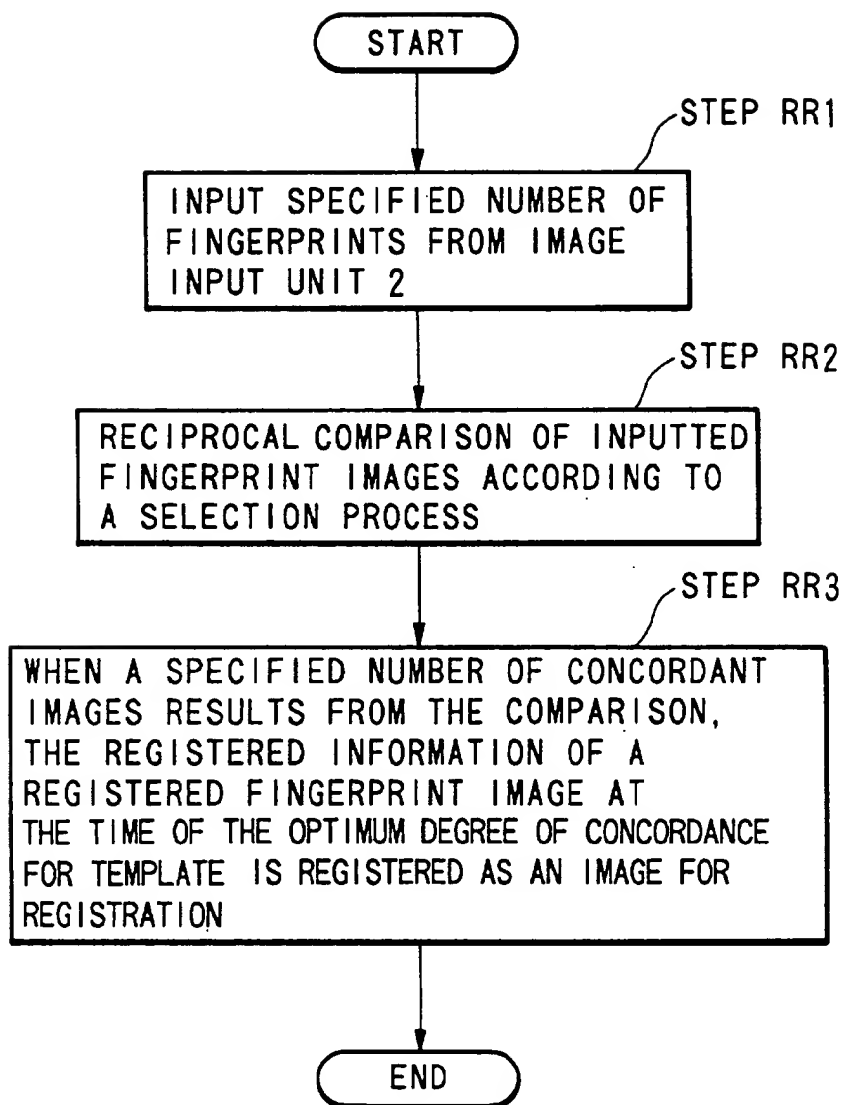 START
STEP RR1
INPUT SPECIFIED NUMBER OF
FINGERPRINTS FROM IMAGE
INPUT UNIT 2
STEP RR2
RECIPROCAL COMPARISON OF INPUTTED
FINGERPRINT IMAGES ACCORDING TO
A SELECTION PROCESS
STEP RR3
WHEN A SPECIFIED NUMBER OF CONCORDANT
IMAGES RESULTS FROM THE COMPARISON,
THE REGISTERED INFORMATION OF A
REGISTERED FINGERPRINT IMAGE AT
THE TIME OF THE OPTIMUM DEGREE OF CONCORDANCE
FOR TEMPLATE IS REGISTERED AS AN IMAGE FOR
REGISTRATION
END